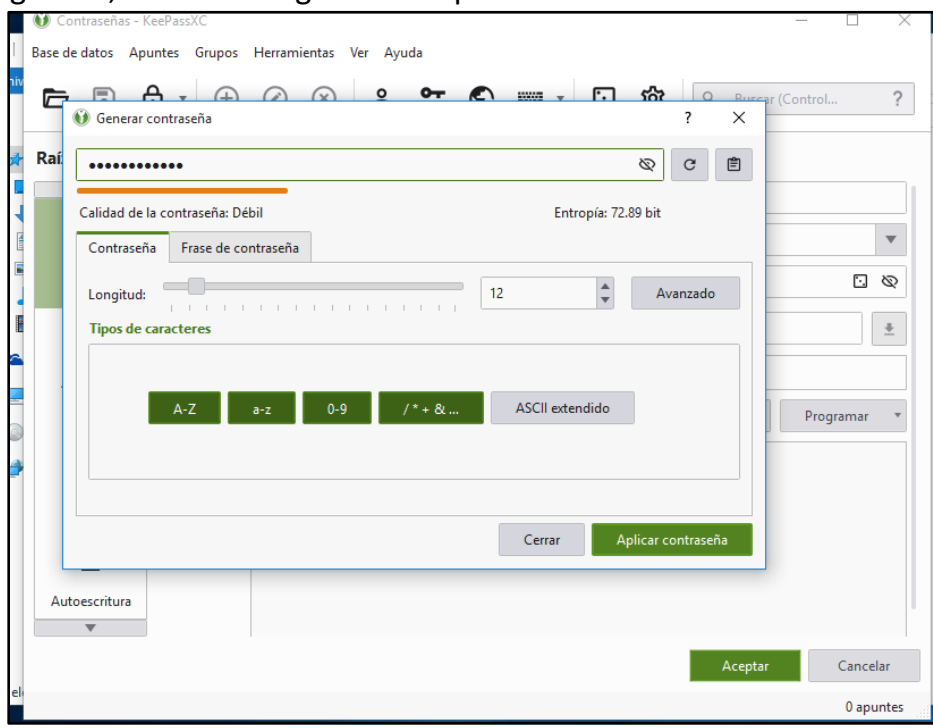 Contraseñas - KeePassXC
Base de datos Apuntes Grupos Herramientas Ver Ayuda
Buscar (Control... ?
Generar contraseña ? ×
Raí
••••••••••••
Calidad de la contraseña: Débil Entropía: 72.89 bit
Contraseña Frase de contraseña
Longitud: 12 Avanzado
Tipos de caracteres
A-Z a-z 0-9 / * + & ... ASCII extendido
Programar
Cerrar Aplicar contraseña
Autoescritura
Aceptar Cancelar
0 apuntes